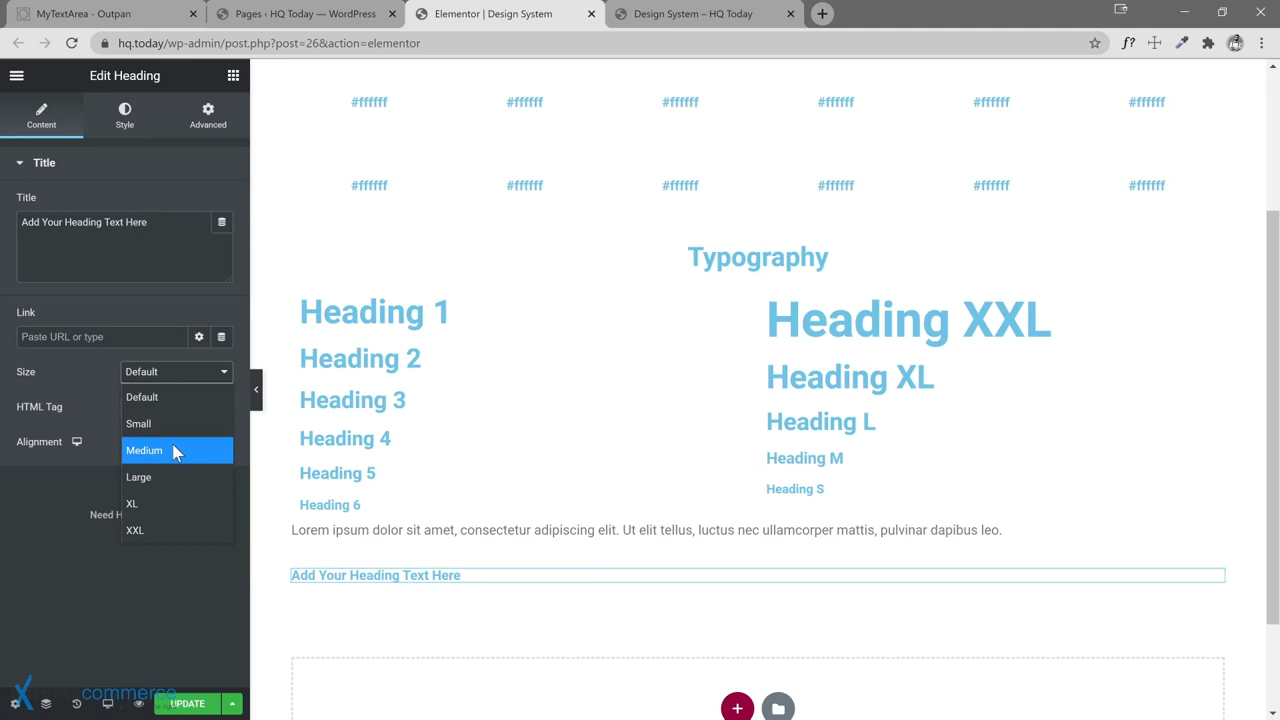 MyTextArea - Outpan
Pages ‹ HQ Today — WordPress
Elementor | Design System
Design System – HQ Today
hq.today/wp-admin/post.php?post=26&action=elementor
Edit Heading
Content
Style
Advanced
Title
Title
Add Your Heading Text Here
Link
Paste URL or type
Size
Default
HTML Tag
Alignment
Default
Small
Medium
Large
XL
XXL
Need H
commerce
UPDATE
#ffffff #ffffff #ffffff #ffffff #ffffff #ffffff
#ffffff #ffffff #ffffff #ffffff #ffffff #ffffff
Typography
Heading 1
Heading 2
Heading 3
Heading 4
Heading 5
Heading 6
Heading XXL
Heading XL
Heading L
Heading M
Heading S
Lorem ipsum dolor sit amet, consectetur adipiscing elit. Ut elit tellus, luctus nec ullamcorper mattis, pulvinar dapibus leo.
Add Your Heading Text Here